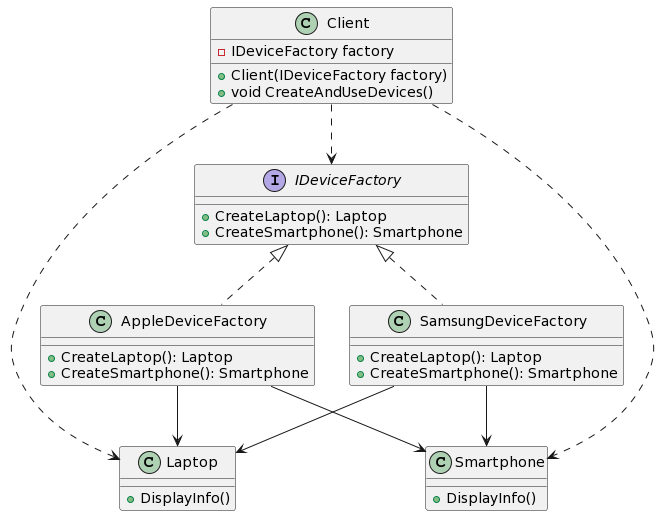 C Client
IDeviceFactory factory
Client(IDeviceFactory factory)
void CreateAndUseDevices()
I IDeviceFactory
CreateLaptop(): Laptop
CreateSmartphone(): Smartphone
C AppleDeviceFactory
CreateLaptop(): Laptop
CreateSmartphone(): Smartphone
C SamsungDeviceFactory
CreateLaptop(): Laptop
CreateSmartphone(): Smartphone
C Laptop
DisplayInfo()
C Smartphone
DisplayInfo()